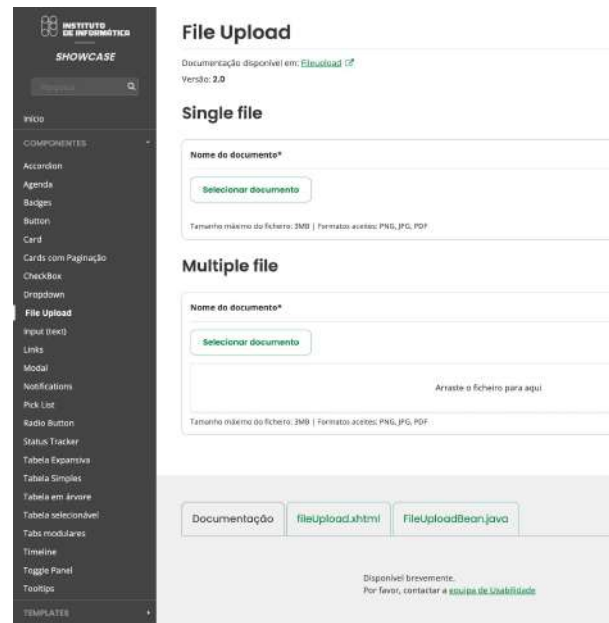 INSTITUTO
DE INFORMÁTICA
SHOWCASE
Pesquisar
Início
COMPONENTES
Accordion
Agenda
Badges
Button
Card
Cards com Paginação
CheckBox
Dropdown
File Upload
Input (text)
Links
Modal
Notifications
Pick List
Radio Button
Status Tracker
Tabela Expansiva
Tabela Simples
Tabela em árvore
Tabela selecionável
Tabs modulares
Timeline
Toggle Panel
Tooltips
TEMPLATES
File Upload
Documentação disponível em: Fileupload
Versão: 2.0
Single file
Nome do documento*
Selecionar documento
Tamanho máximo do ficheiro: 3MB | Formatos aceites: PNG, JPG, PDF
Multiple file
Nome do documento*
Selecionar documento
Arraste o ficheiro para aqui
Tamanho máximo do ficheiro: 3MB | Formatos aceites: PNG, JPG, PDF
Documentação fileUpload.xhtml FileUploadBean.java
Disponível brevemente.
Por favor, contactar a equipa de Usabilidade